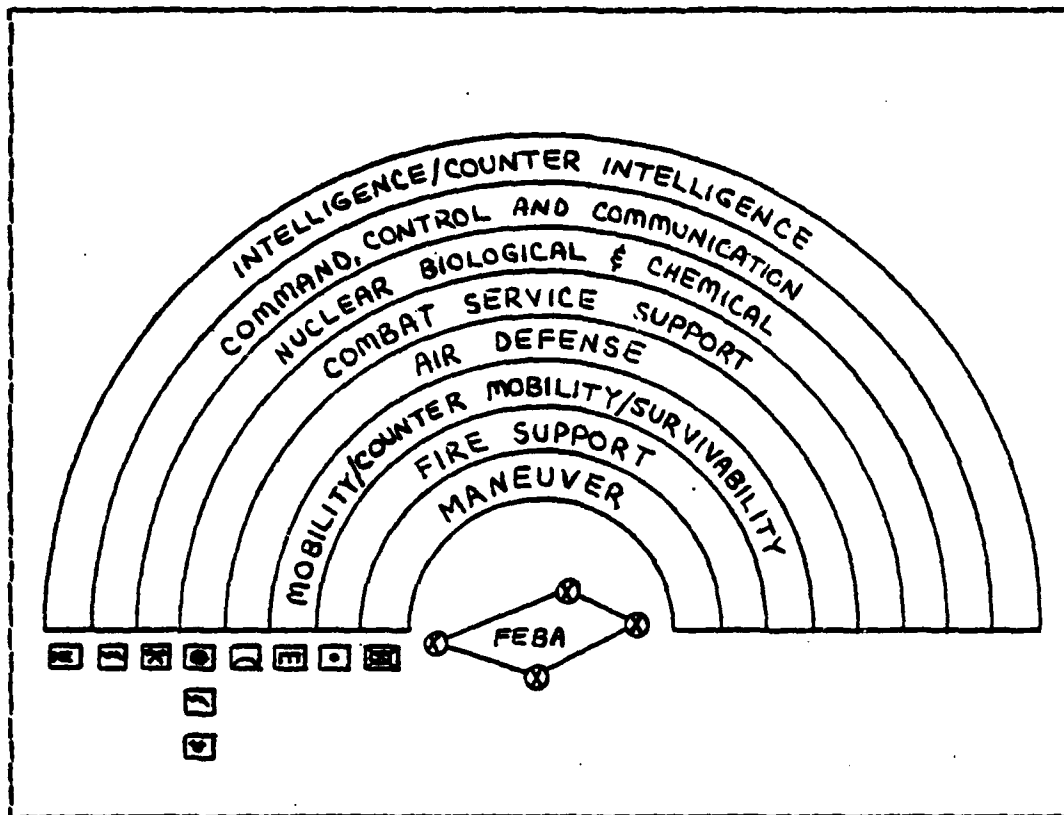 INTELLIGENCE/COUNTER INTELLIGENCE
COMMAND, CONTROL AND COMMUNICATION
NUCLEAR BIOLOGICAL & CHEMICAL
COMBAT SERVICE SUPPORT
AIR DEFENSE
MOBILITY/COUNTER MOBILITY/SURVIVABILITY
FIRE SUPPORT
MANEUVER
FEBA